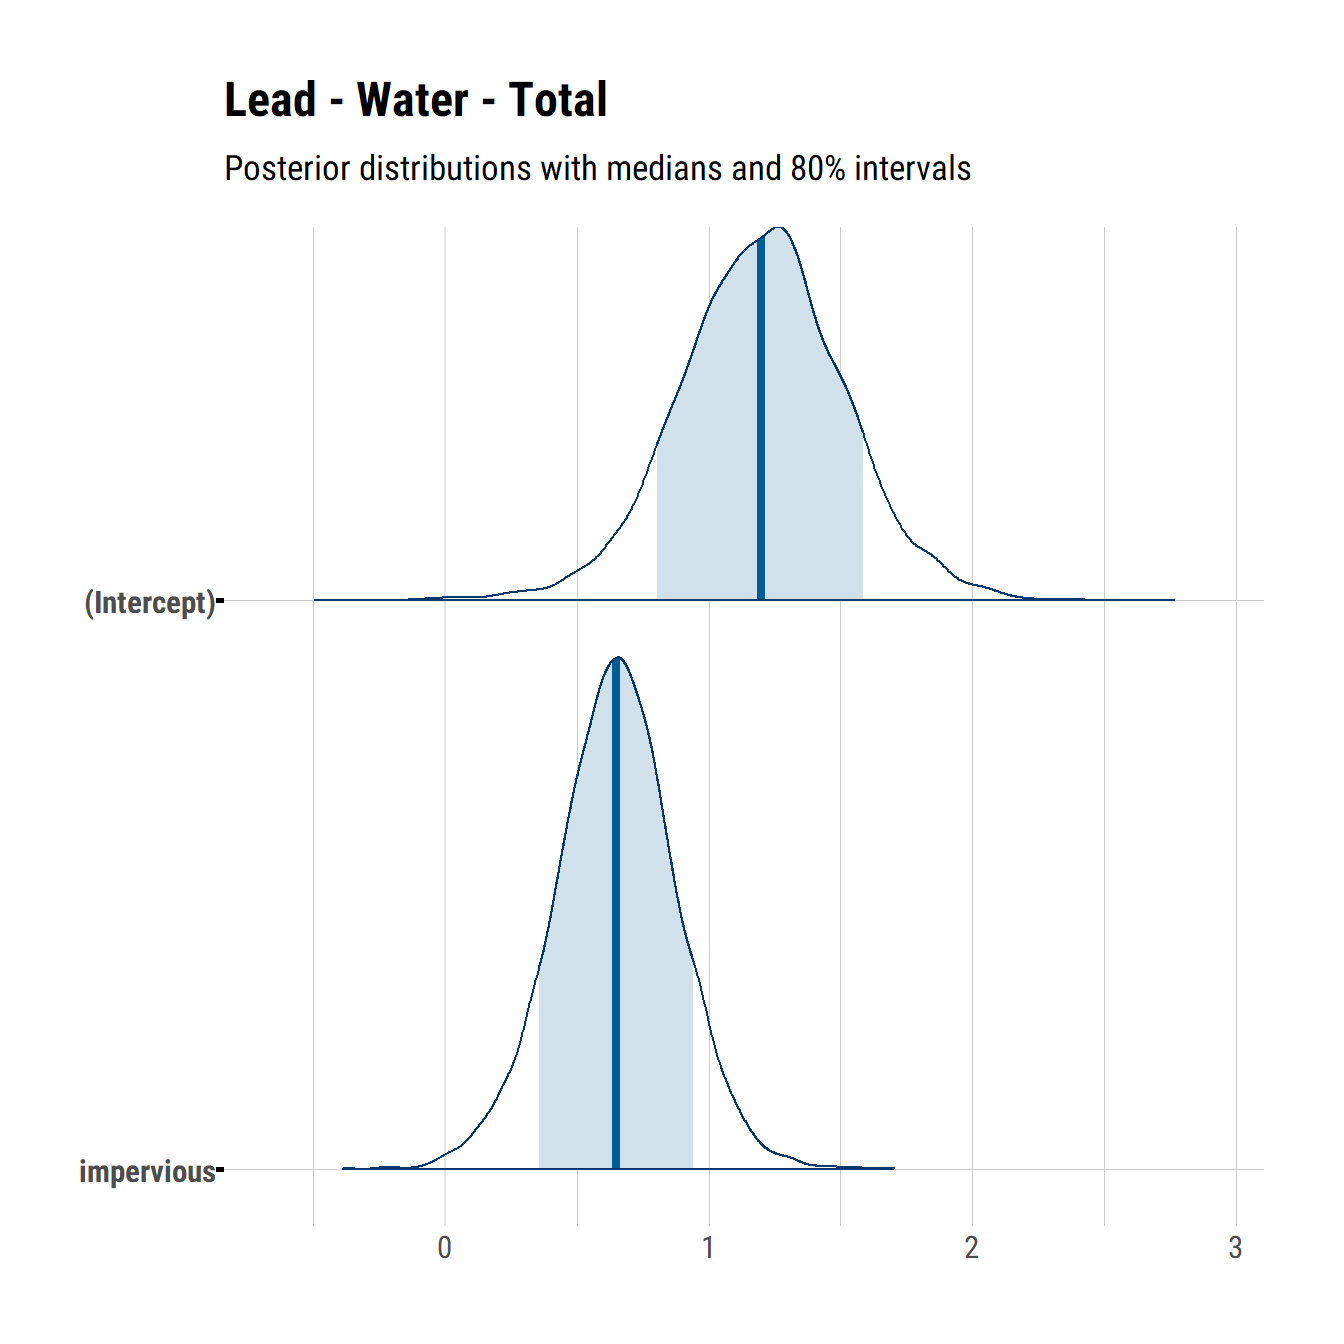 Lead - Water - Total
Posterior distributions with medians and 80% intervals
(Intercept)
impervious
0 1 2 3